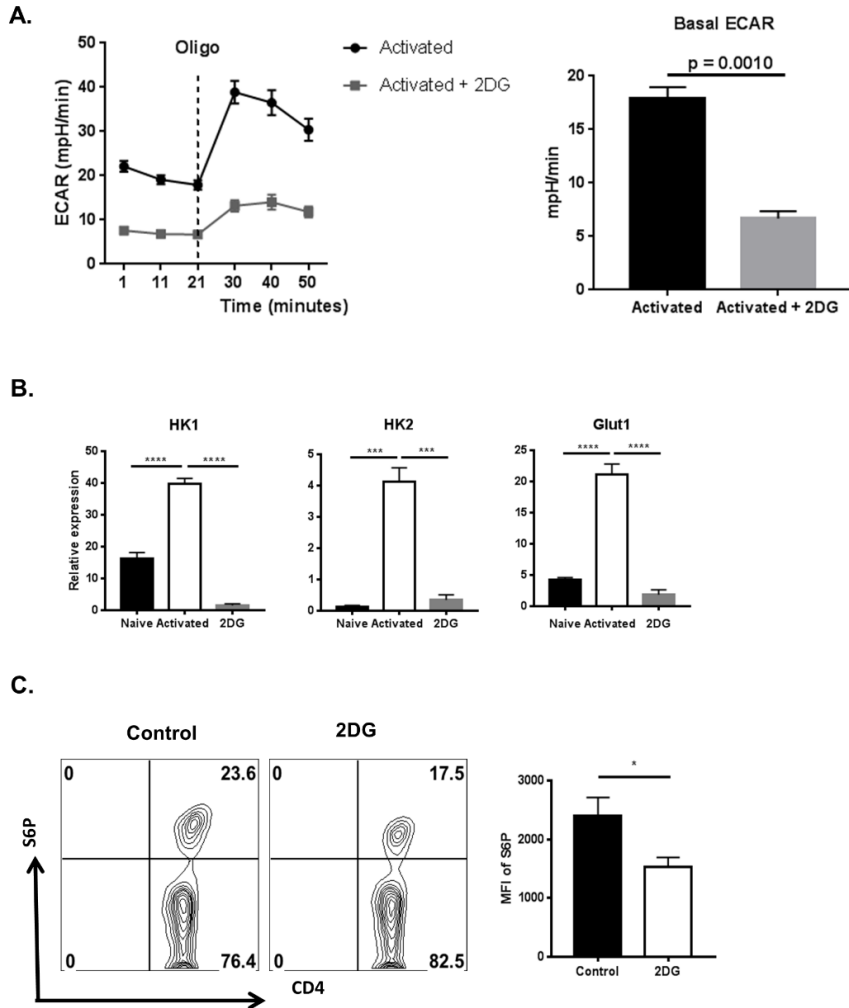 A.
Oligo
Activated
Activated + 2DG
ECAR (mpH/min)
50
40
30
20
10
0
1 11 21 30 40 50
Time (minutes)
Basal ECAR
p = 0.0010
mpH/min
20
15
10
5
0
Activated Activated + 2DG
B.
HK1
**** ****
Relative expression
50
40
30
20
10
0
Naive Activated 2DG
HK2
*** ***
5
4
3
2
1
0
Naive Activated 2DG
Glut1
**** ****
25
20
15
10
5
0
Naive Activated 2DG
C.
Control
0 23.6
0 76.4
2DG
0 17.5
0 82.5
S6P
CD4
*
MFI of S6P
3000
2000
1000
0
Control 2DG